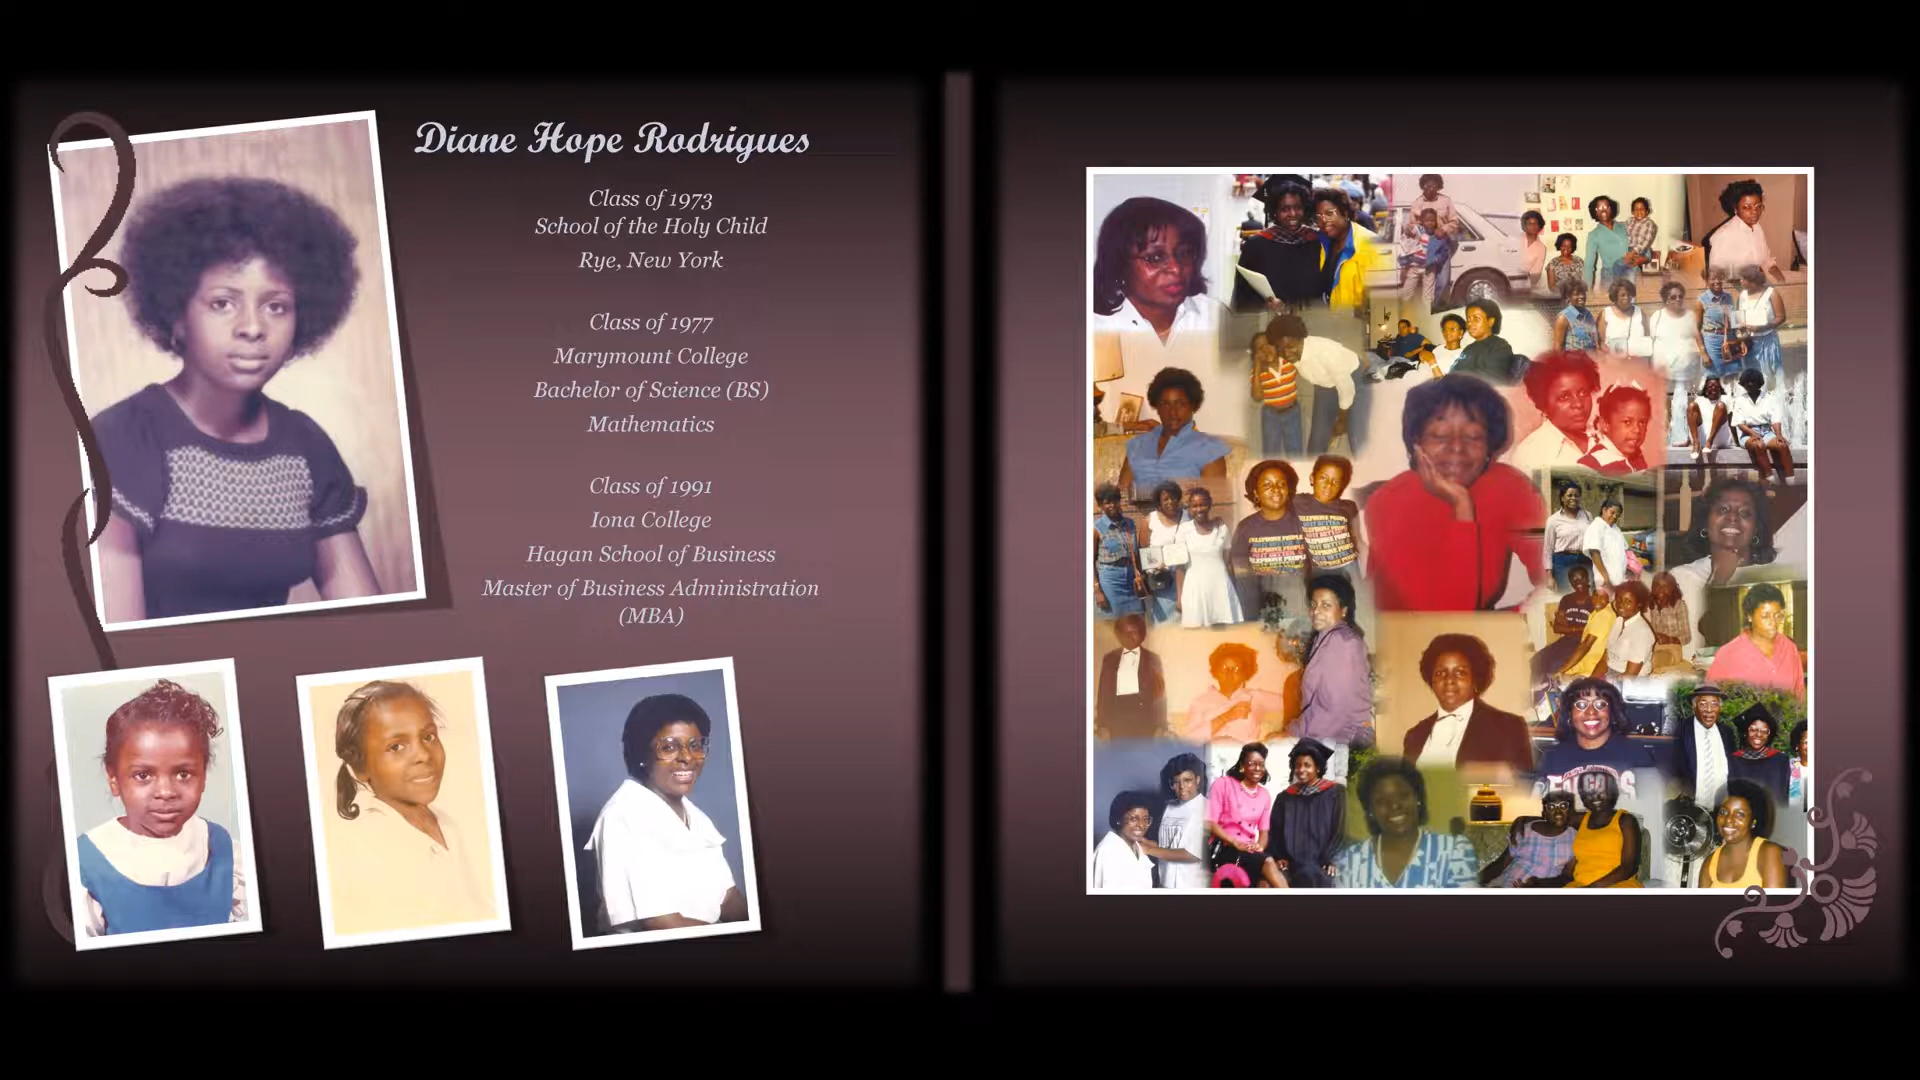 Diane Hope Rodrigues
Class of 1973
School of the Holy Child
Rye, New York
Class of 1977
Marymount College
Bachelor of Science (BS)
Mathematics
Class of 1991
Iona College
Hagan School of Business
Master of Business Administration
(MBA)